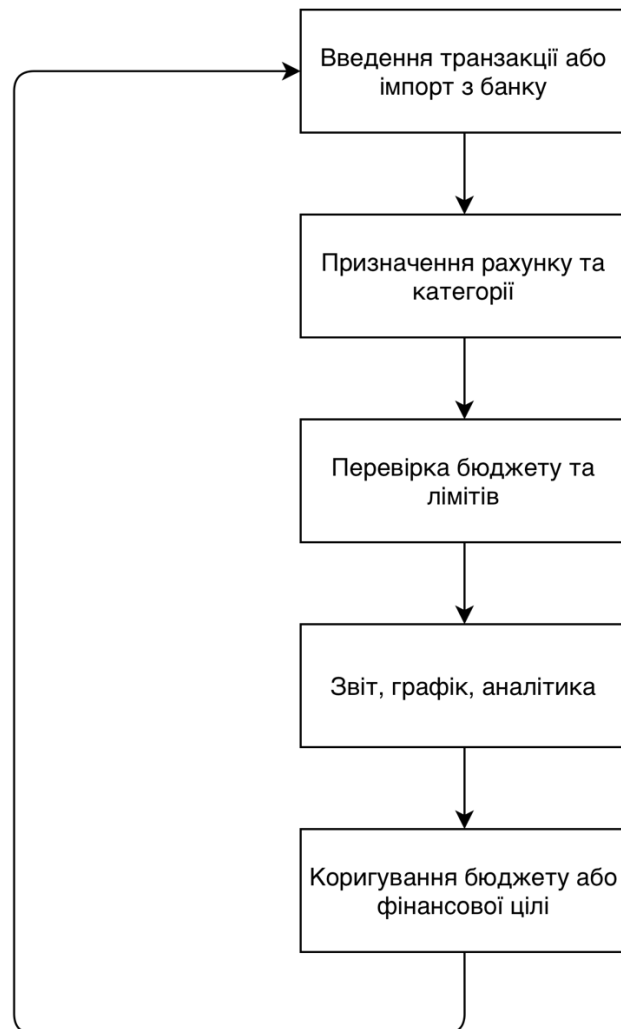 Введення транзакції або
імпорт з банку
Призначення рахунку та
категорії
Перевірка бюджету та
лімітів
Звіт, графік, аналітика
Коригування бюджету або
фінансової цілі